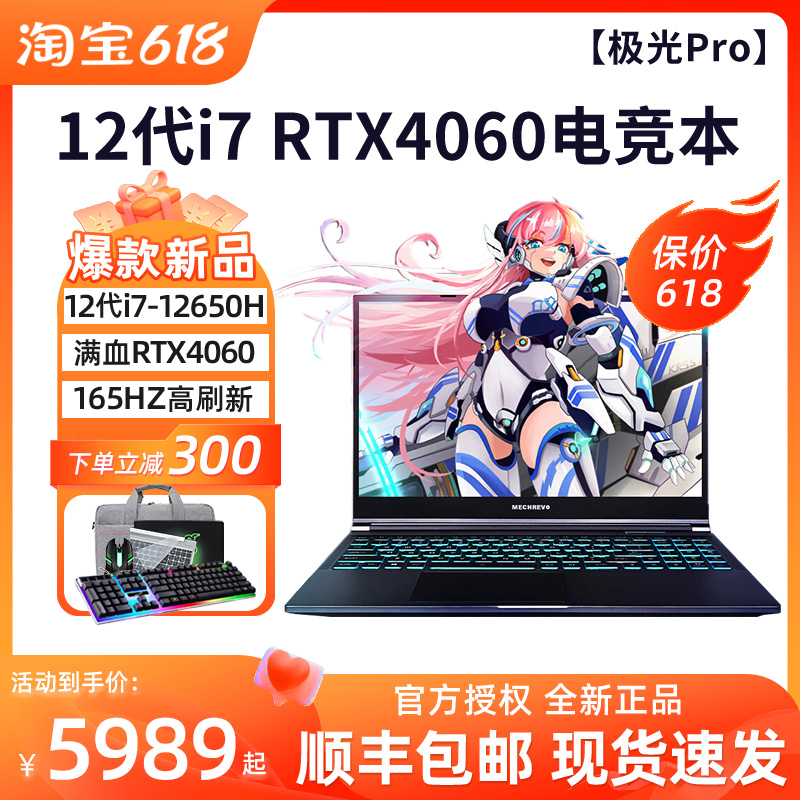 淘宝618
【极光Pro】
12代i7 RTX4060电竞本
爆款新品
12代i7-12650H
满血RTX4060
165HZ高刷新
下单立减300
保价
618
KRSS
MECHREVO
活动到手价：
¥5989起
官方授权 全新正品
顺丰包邮 现货速发